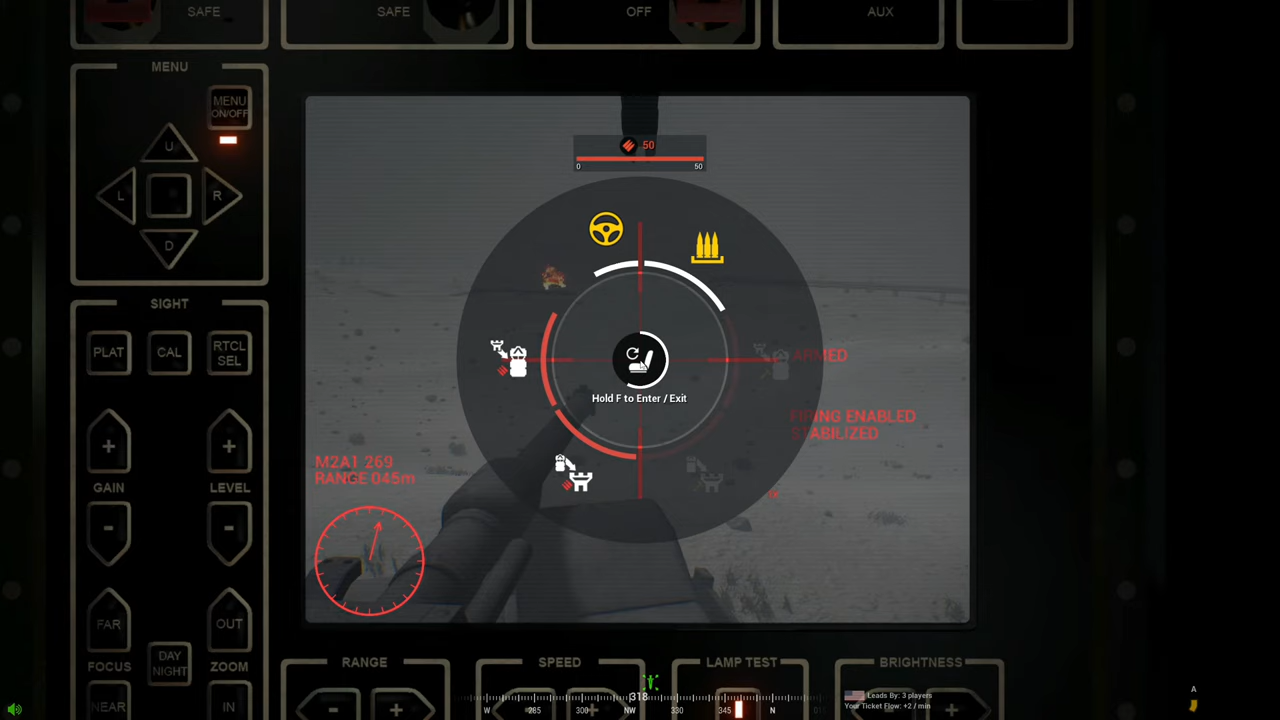 SAFE
SAFE
OFF
AUX
MENU
MENU
ON/OFF
U
L
R
D
50
0
50
SIGHT
PLAT
CAL
RTCL
SEL
ARMED
Hold F to Enter / Exit
FIRING ENABLED
STABILIZED
+
+
M2A1 269
RANGE 045m
GAIN
LEVEL
-
-
FAR
OUT
FOCUS
DAY
NIGHT
ZOOM
NEAR
IN
RANGE
SPEED
LAMP TEST
BRIGHTNESS
-
+
318
W
285
300
NW
330
345
N
Leads By: 3 players
Your Ticket Flow: +2 / min
A